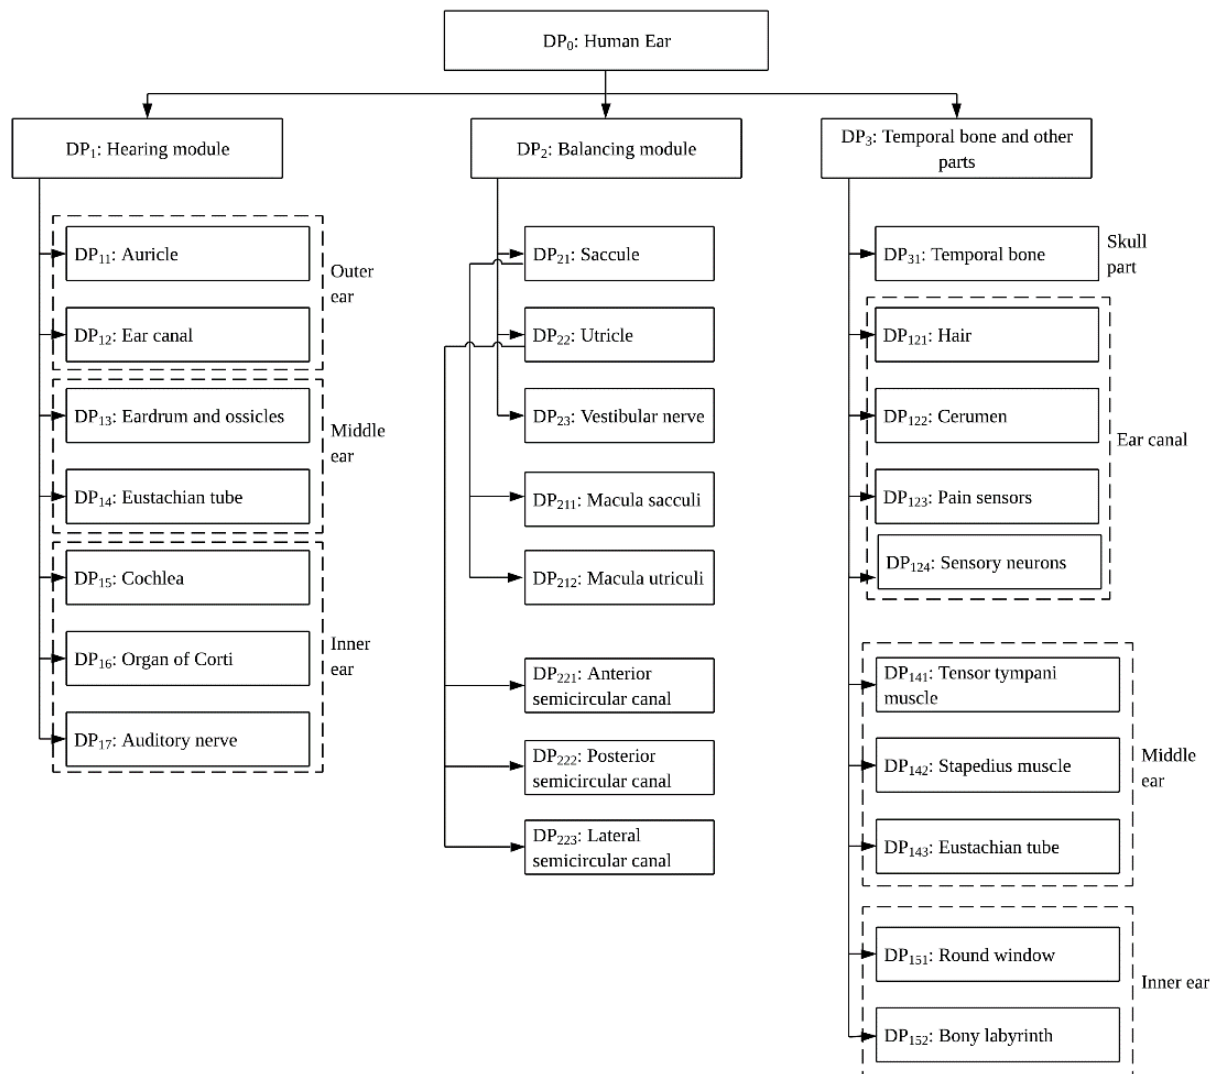 DP₀: Human Ear
DP₁: Hearing module
DP₁₁: Auricle
DP₁₂: Ear canal
Outer
ear
DP₁₃: Eardrum and ossicles
DP₁₄: Eustachian tube
Middle
ear
DP₁₅: Cochlea
DP₁₆: Organ of Corti
DP₁₇: Auditory nerve
Inner
ear
DP₂: Balancing module
DP₂₁: Saccule
DP₂₂: Utricle
DP₂₃: Vestibular nerve
DP₂₁₁: Macula sacculi
DP₂₁₂: Macula utriculi
DP₂₂₁: Anterior
semicircular canal
DP₂₂₂: Posterior
semicircular canal
DP₂₂₃: Lateral
semicircular canal
DP₃: Temporal bone and other
parts
DP₃₁: Temporal bone
Skull
part
DP₁₂₁: Hair
DP₁₂₂: Cerumen
DP₁₂₃: Pain sensors
DP₁₂₄: Sensory neurons
Ear canal
DP₁₄₁: Tensor tympani
muscle
DP₁₄₂: Stapedius muscle
DP₁₄₃: Eustachian tube
Middle
ear
DP₁₅₁: Round window
DP₁₅₂: Bony labyrinth
Inner ear